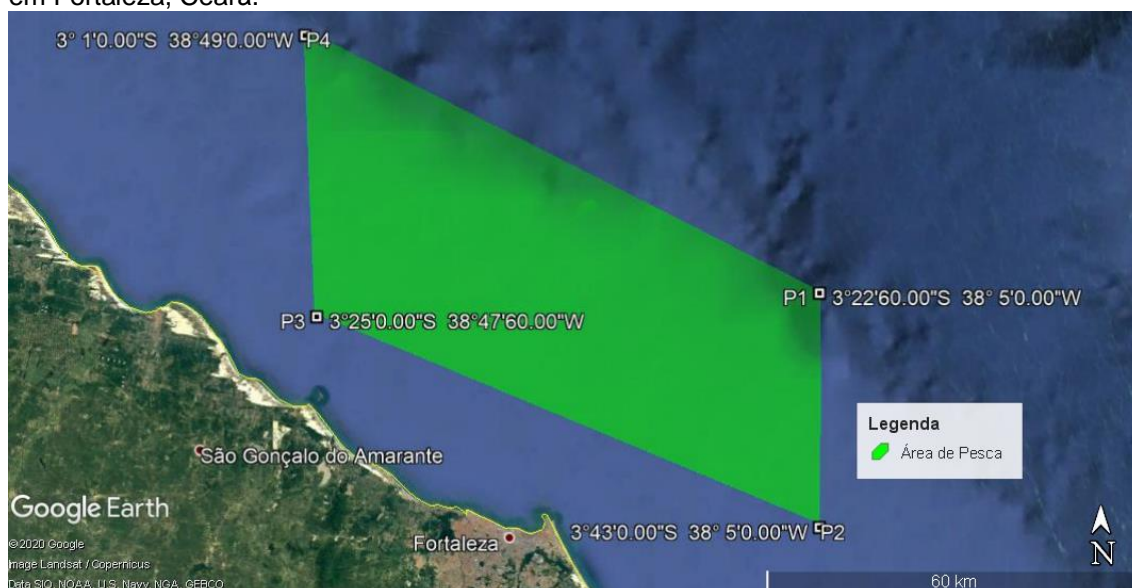 em Fortaleza, Ceará.
3° 1'0.00"S 38°49'0.00"W P4
P1 3°22'60.00"S 38° 5'0.00"W
P3 3°25'0.00"S 38°47'60.00"W
Legenda
Área de Pesca
São Gonçalo do Amarante
Google Earth
3°43'0.00"S 38° 5'0.00"W P2
Fortaleza
N
©2020 Google
Image Landsat / Copernicus
Data SIO, NOAA, U.S. Navy, NGA, GEBCO
60 km